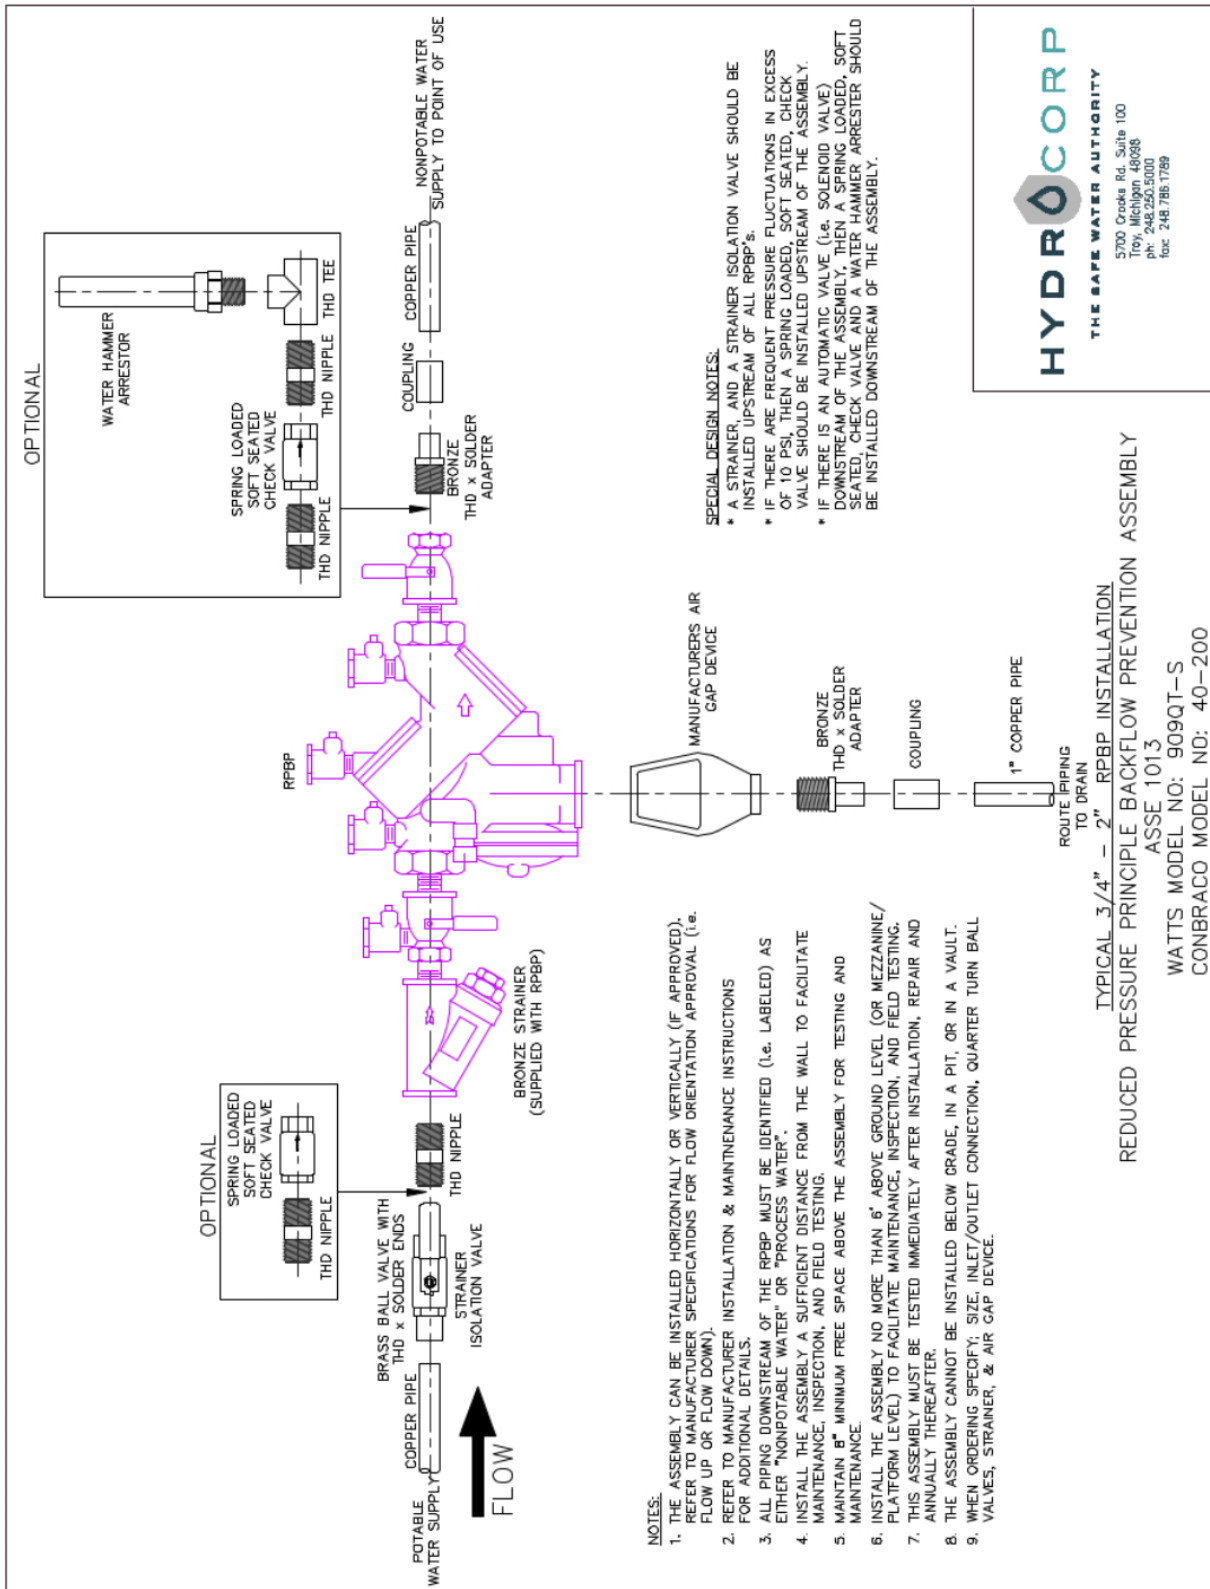 OPTIONAL
SPRING LOADED
SOFT SEATED
CHECK VALVE
THD NIPPLE
OPTIONAL
WATER HAMMER
ARRESTOR
SPRING LOADED
SOFT SEATED
CHECK VALVE
THD NIPPLE
THD NIPPLE
THD TEE
POTABLE
WATER SUPPLY
COPPER PIPE
BRASS BALL VALVE WITH
THD x SOLDER ENDS
STRAINER
ISOLATION VALVE
THD NIPPLE
BRONZE STRAINER
(SUPPLIED WITH RPBP)
RPBP
BRONZE
THD x SOLDER
ADAPTER
COUPLING
COPPER PIPE
NONPOTABLE WATER
SUPPLY TO POINT OF USE
FLOW
MANUFACTURERS AIR
GAP DEVICE
BRONZE
THD x SOLDER
ADAPTER
COUPLING
1" COPPER PIPE
ROUTE PIPING
TO DRAIN
NOTES:
1. THE ASSEMBLY CAN BE INSTALLED HORIZONTALLY OR VERTICALLY (IF APPROVED).
REFER TO MANUFACTURER SPECIFICATIONS FOR FLOW ORIENTATION APPROVAL (i.e.
FLOW UP OR FLOW DOWN).
2. REFER TO MANUFACTURER INSTALLATION & MAINTNENANCE INSTRUCTIONS
FOR ADDITIONAL DETAILS.
3. ALL PIPING DOWNSTREAM OF THE RPBP MUST BE IDENTIFIED (i.e. LABELED) AS
EITHER "NONPOTABLE WATER" OR "PROCESS WATER".
4. INSTALL THE ASSEMBLY A SUFFICIENT DISTANCE FROM THE WALL TO FACILITATE
MAINTENANCE, INSPECTION, AND FIELD TESTING.
5. MAINTAIN 8" MINIMUM FREE SPACE ABOVE THE ASSEMBLY FOR TESTING AND
MAINTENANCE.
6. INSTALL THE ASSEMBLY NO MORE THAN 6' ABOVE GROUND LEVEL (OR MEZZANINE/
PLATFORM LEVEL) TO FACILITATE MAINTENANCE, INSPECTION, AND FIELD TESTING.
7. THIS ASSEMBLY MUST BE TESTED IMMEDIATELY AFTER INSTALLATION, REPAIR AND
ANNUALLY THEREAFTER.
8. THE ASSEMBLY CANNOT BE INSTALLED BELOW GRADE, IN A PIT, OR IN A VAULT.
9. WHEN ORDERING SPECIFY; SIZE, INLET/OUTLET CONNECTION, QUARTER TURN BALL
VALVES, STRAINER, & AIR GAP DEVICE.
SPECIAL DESIGN NOTES:
* A STRAINER, AND A STRAINER ISOLATION VALVE SHOULD BE
INSTALLED UPSTREAM OF ALL RPBP's.
* IF THERE ARE FREQUENT PRESSURE FLUCTUATIONS IN EXCESS
OF 10 PSI, THEN A SPRING LOADED, SOFT SEATED, CHECK
VALVE SHOULD BE INSTALLED UPSTREAM OF THE ASSEMBLY.
* IF THERE IS AN AUTOMATIC VALVE (i.e. SOLENOID VALVE)
DOWNSTREAM OF THE ASSEMBLY, THEN A SPRING LOADED, SOFT
SEATED, CHECK VALVE AND A WATER HAMMER ARRESTER SHOULD
BE INSTALLED DOWNSTREAM OF THE ASSEMBLY.
TYPICAL 3/4" - 2" RPBP INSTALLATION
REDUCED PRESSURE PRINCIPLE BACKFLOW PREVENTION ASSEMBLY
ASSE 1013
WATTS MODEL NO: 909QT-S
CONBRACO MODEL NO: 40-200
HYDROCORP
THE SAFE WATER AUTHORITY
5700 Crooks Rd. Suite 100
Troy, Michigan 48098
ph: 248.250.5000
fax: 248.786.1789